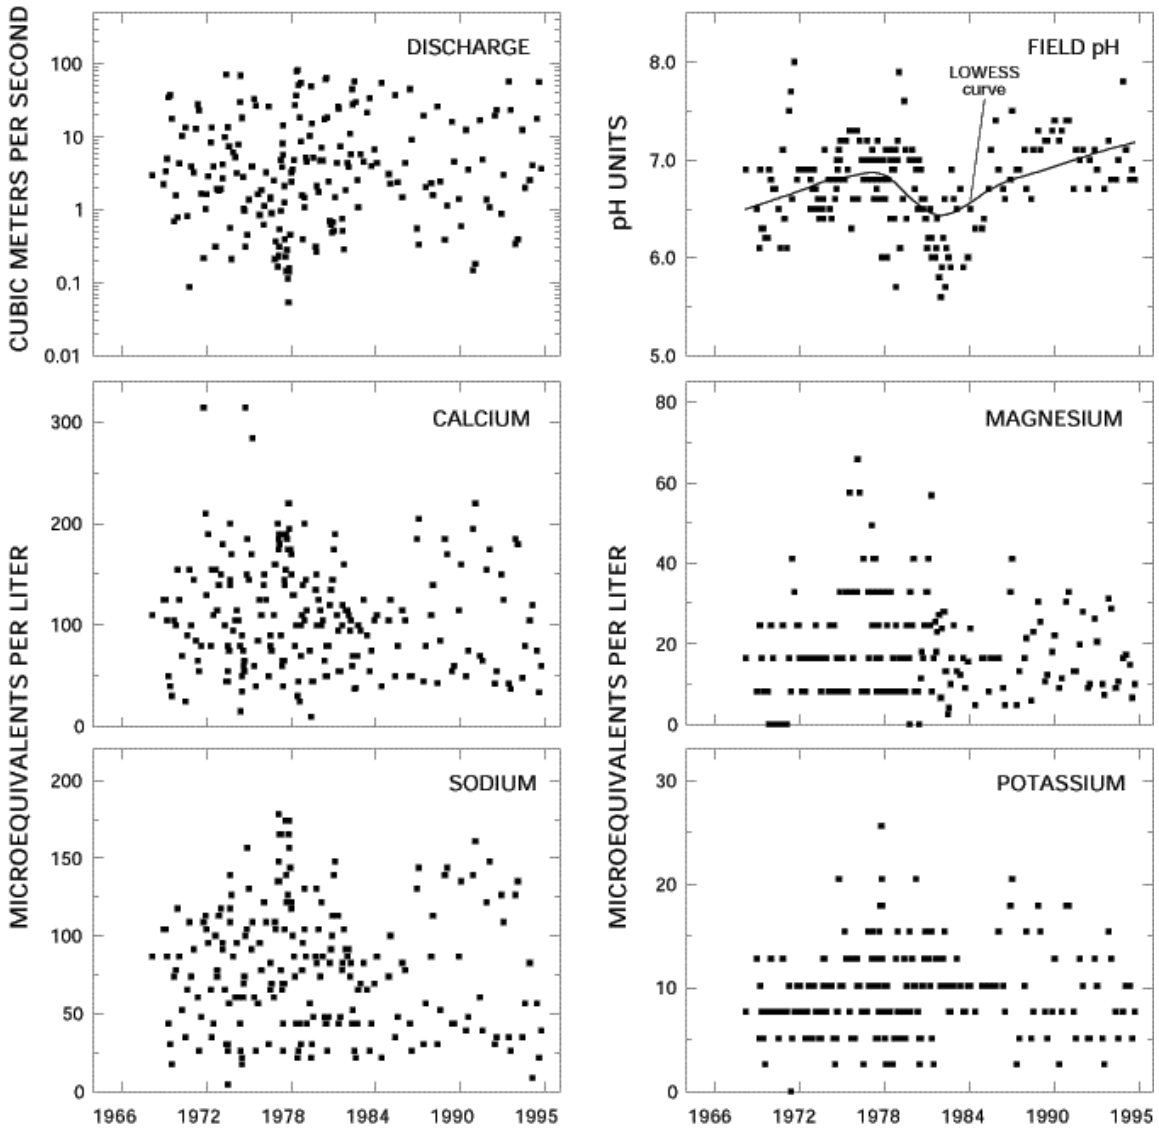 CUBIC METERS PER SECOND
DISCHARGE
100
10
1
0.1
0.01
pH UNITS
FIELD pH
LOWESS
curve
8.0
7.0
6.0
5.0
MICROEQUIVALENTS PER LITER
CALCIUM
300
200
100
0
MICROEQUIVALENTS PER LITER
MAGNESIUM
80
60
40
20
0
SODIUM
200
150
100
50
0
1966 1972 1978 1984 1990 1995
POTASSIUM
30
20
10
0
1966 1972 1978 1984 1990 1995